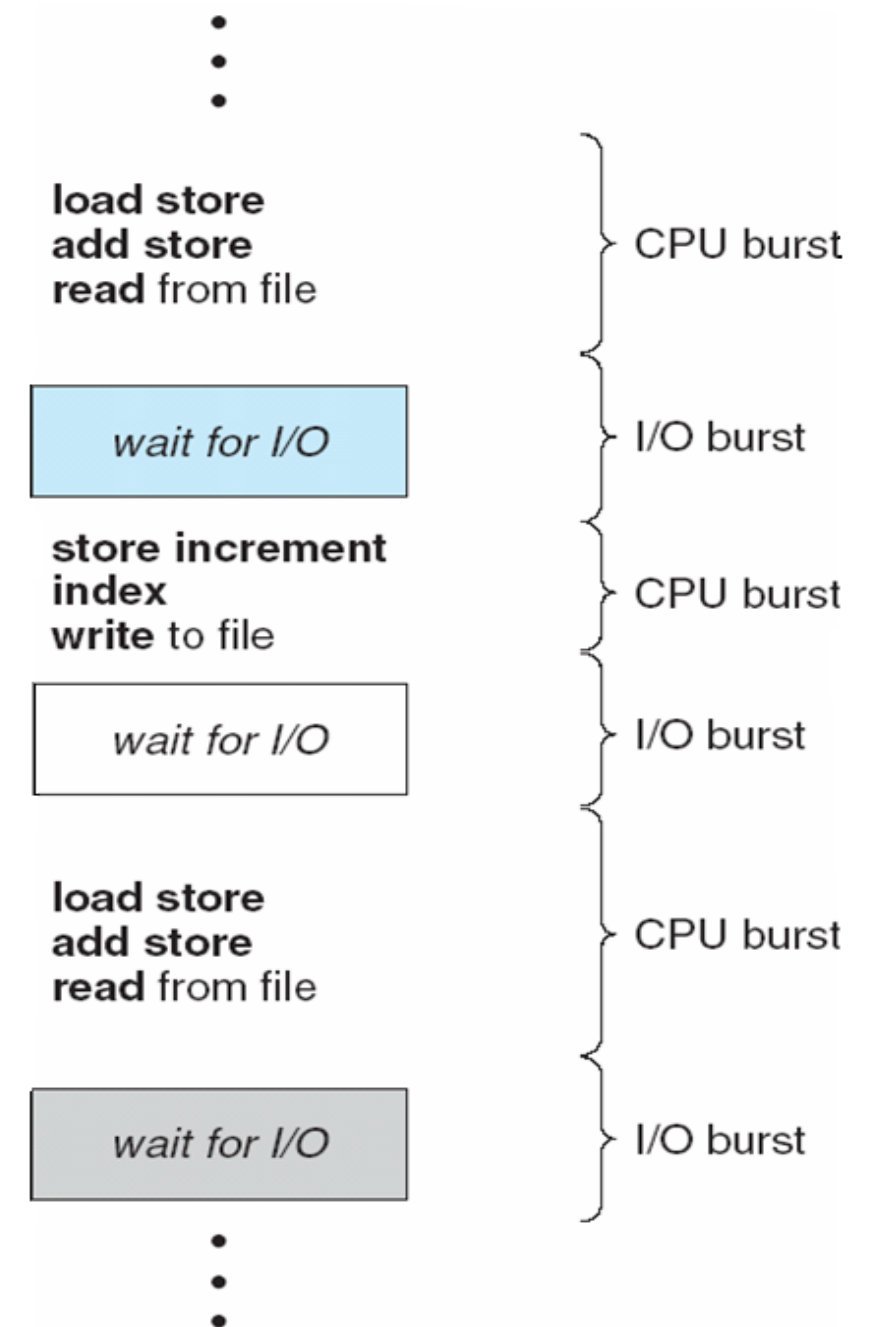 load store
add store
read from file
CPU burst
wait for I/O
I/O burst
store increment
index
write to file
CPU burst
wait for I/O
I/O burst
load store
add store
read from file
CPU burst
wait for I/O
I/O burst